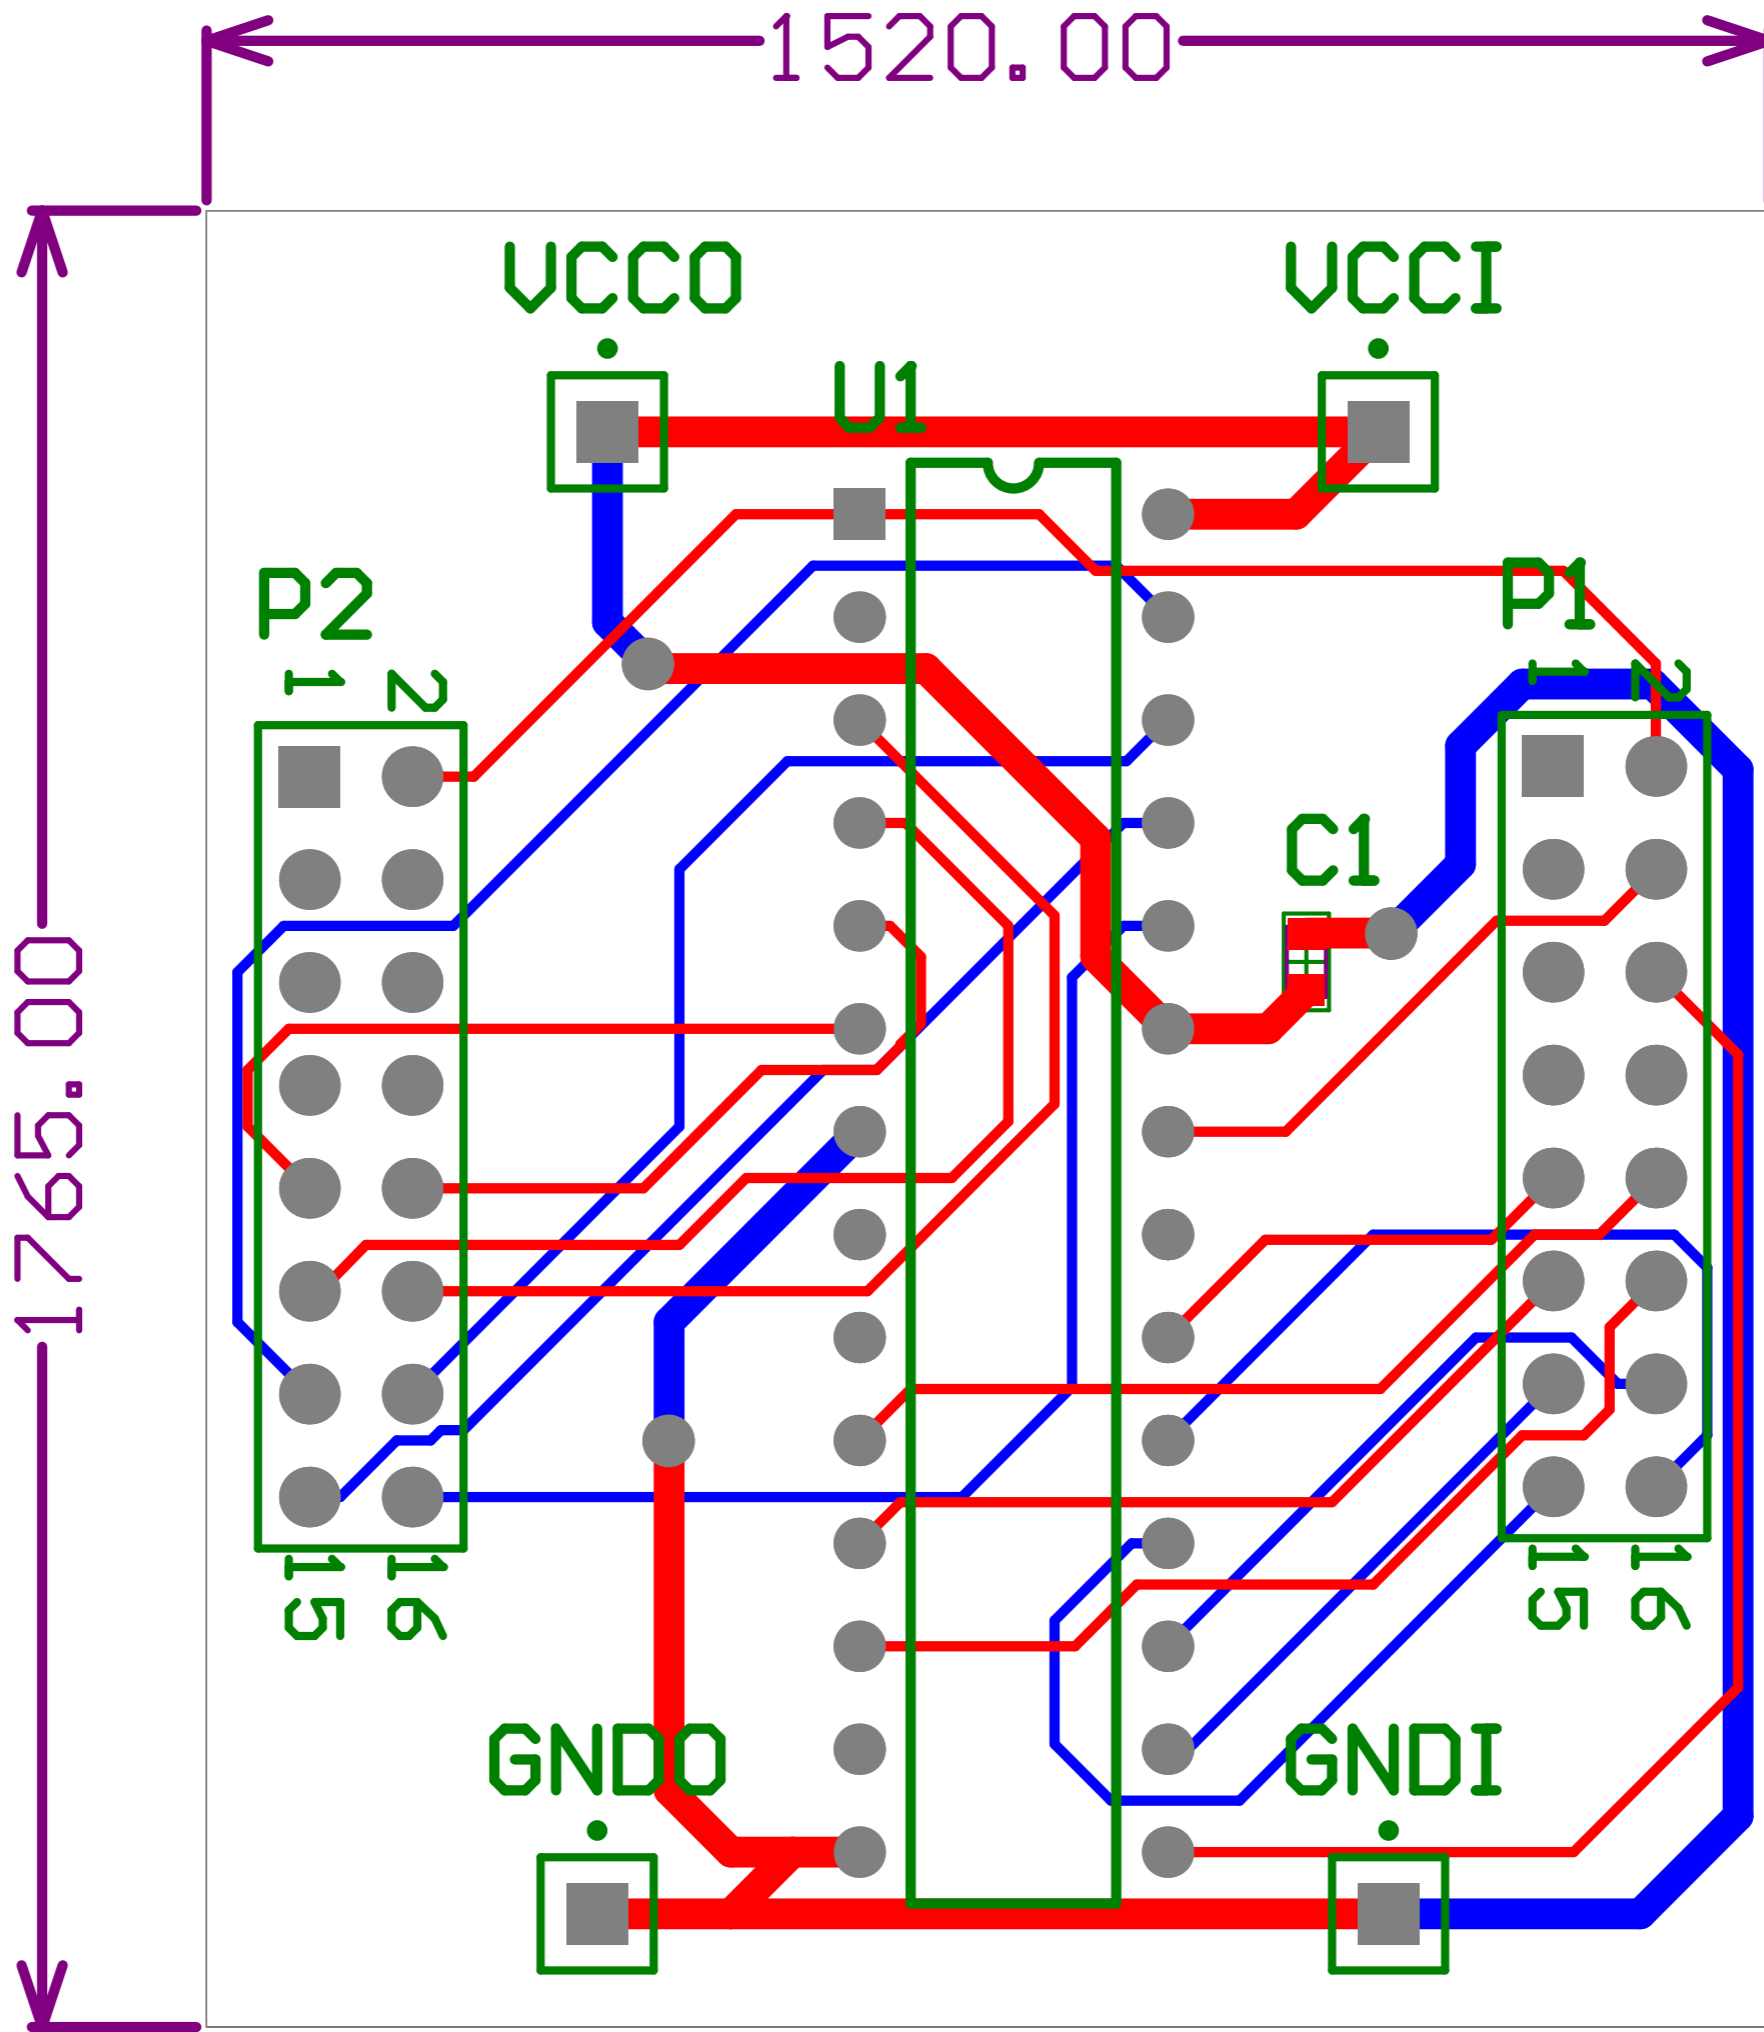 1520.00
VCCO VCCI
U1
P2 P1
1 2 1 2
C1
1765.00
15 16 15 16
GNDO GNDI